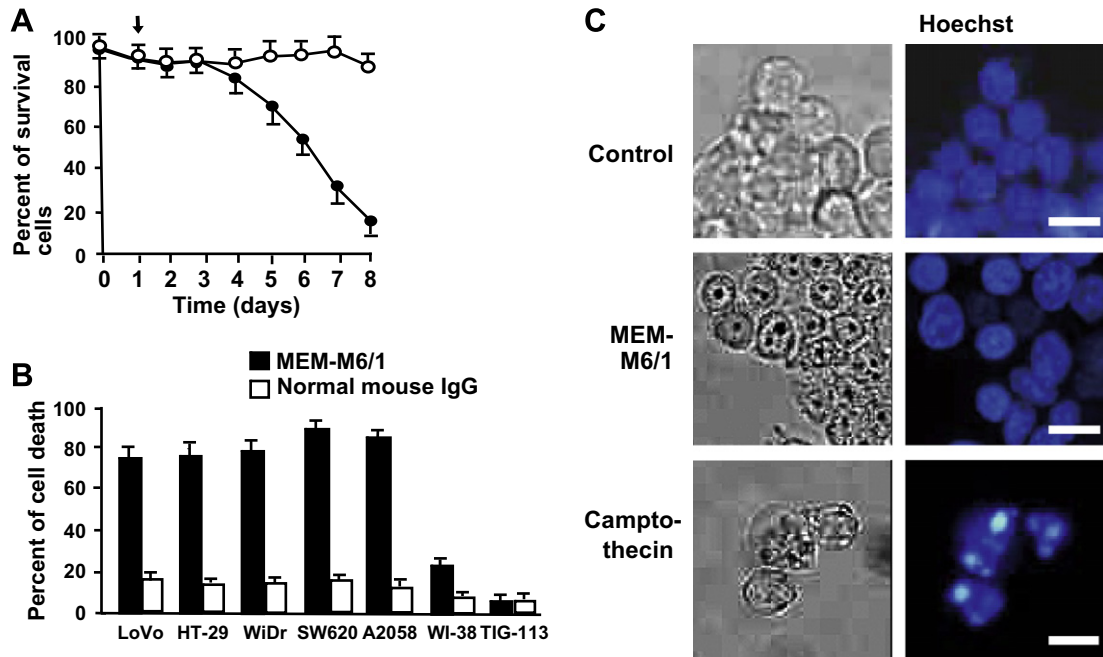 A
Percent of survival
cells
100
80
60
40
20
0
0 1 2 3 4 5 6 7 8
Time (days)
B
MEM-M6/1
Normal mouse IgG
Percent of cell death
100
80
60
40
20
0
LoVo HT-29 WiDr SW620 A2058 WI-38 TIG-113
C
Hoechst
Control
MEM-
M6/1
Campto-
thecin